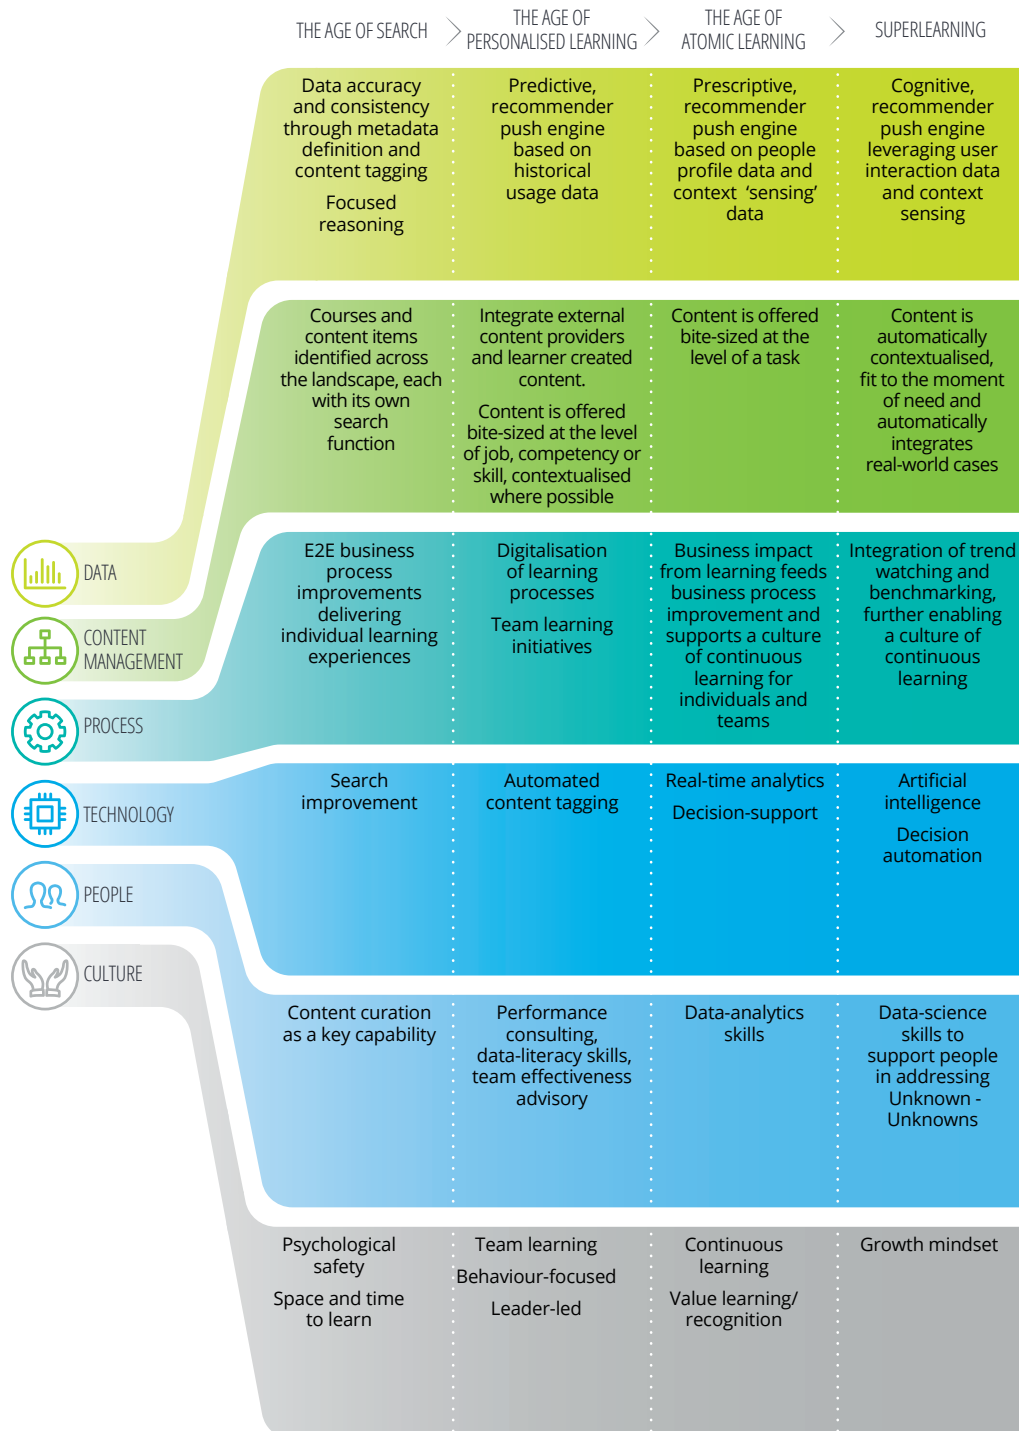 THE AGE OF SEARCH
THE AGE OF
PERSONALISED LEARNING
THE AGE OF
ATOMIC LEARNING
SUPERLEARNING
DATA
Data accuracy
and consistency
through metadata
definition and
content tagging
Focused
reasoning
Predictive,
recommender
push engine
based on
historical
usage data
Prescriptive,
recommender
push engine
based on people
profile data and
context ‘sensing’
data
Cognitive,
recommender
push engine
leveraging user
interaction data
and context
sensing
CONTENT
MANAGEMENT
Courses and
content items
identified across
the landscape, each
with its own
search
function
Integrate external
content providers
and learner created
content.
Content is offered
bite-sized at the level
of job, competency or
skill, contextualised
where possible
Content is offered
bite-sized at the
level of a task
Content is
automatically
contextualised,
fit to the moment
of need and
automatically
integrates
real-world cases
PROCESS
E2E business
process
improvements
delivering
individual learning
experiences
Digitalisation
of learning
processes
Team learning
initiatives
Business impact
from learning feeds
business process
improvement and
supports a culture
of continuous
learning for
individuals and
teams
Integration of trend
watching and
benchmarking,
further enabling
a culture of
continuous
learning
TECHNOLOGY
Search
improvement
Automated
content tagging
Real-time analytics
Decision-support
Artificial
intelligence
Decision
automation
PEOPLE
Content curation
as a key capability
Performance
consulting,
data-literacy skills,
team effectiveness
advisory
Data-analytics
skills
Data-science
skills to
support people
in addressing
Unknown -
Unknowns
CULTURE
Psychological
safety
Space and time
to learn
Team learning
Behaviour-focused
Leader-led
Continuous
learning
Value learning/
recognition
Growth mindset